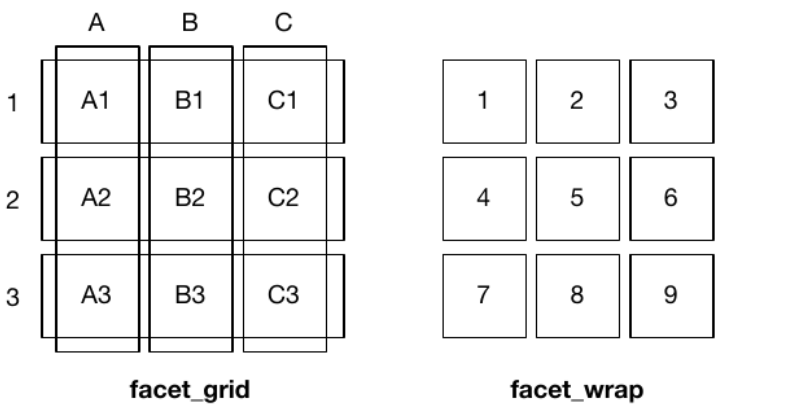 A B C
1 A1 B1 C1 1 2 3
2 A2 B2 C2 4 5 6
3 A3 B3 C3 7 8 9
facet_grid facet_wrap